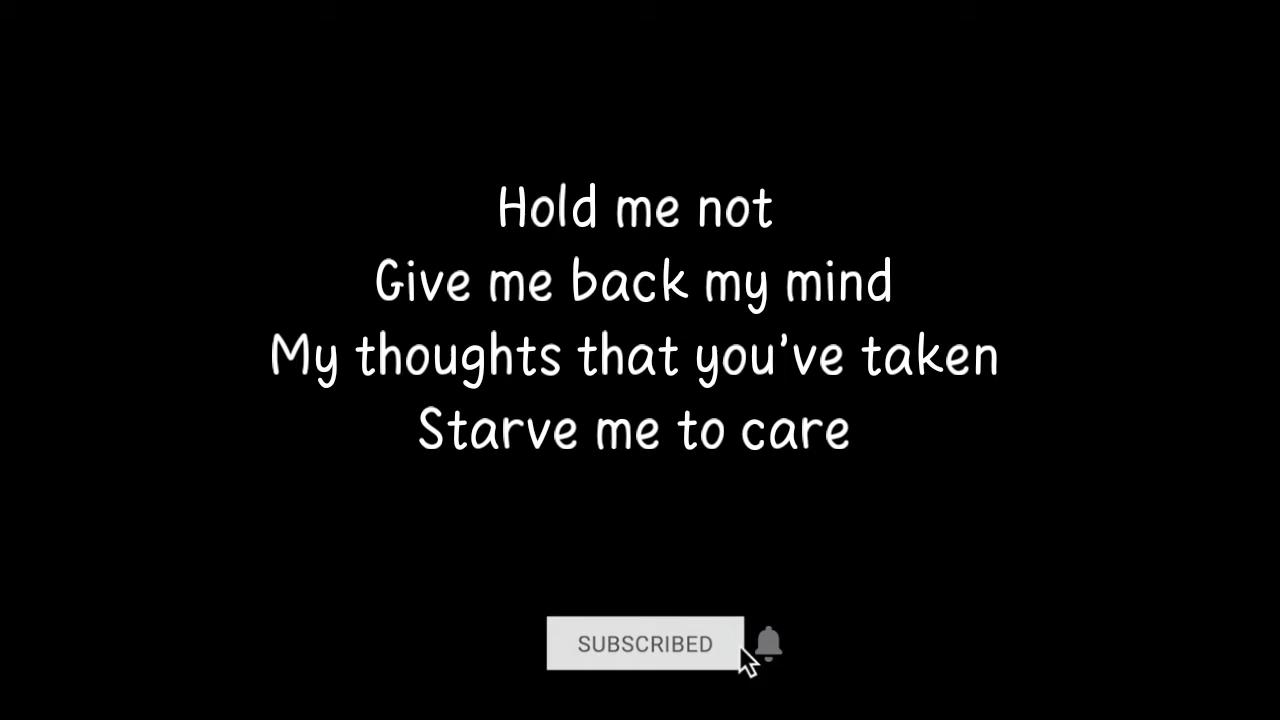 Hold me not
Give me back my mind
My thoughts that you've taken
Starve me to care
SUBSCRIBED